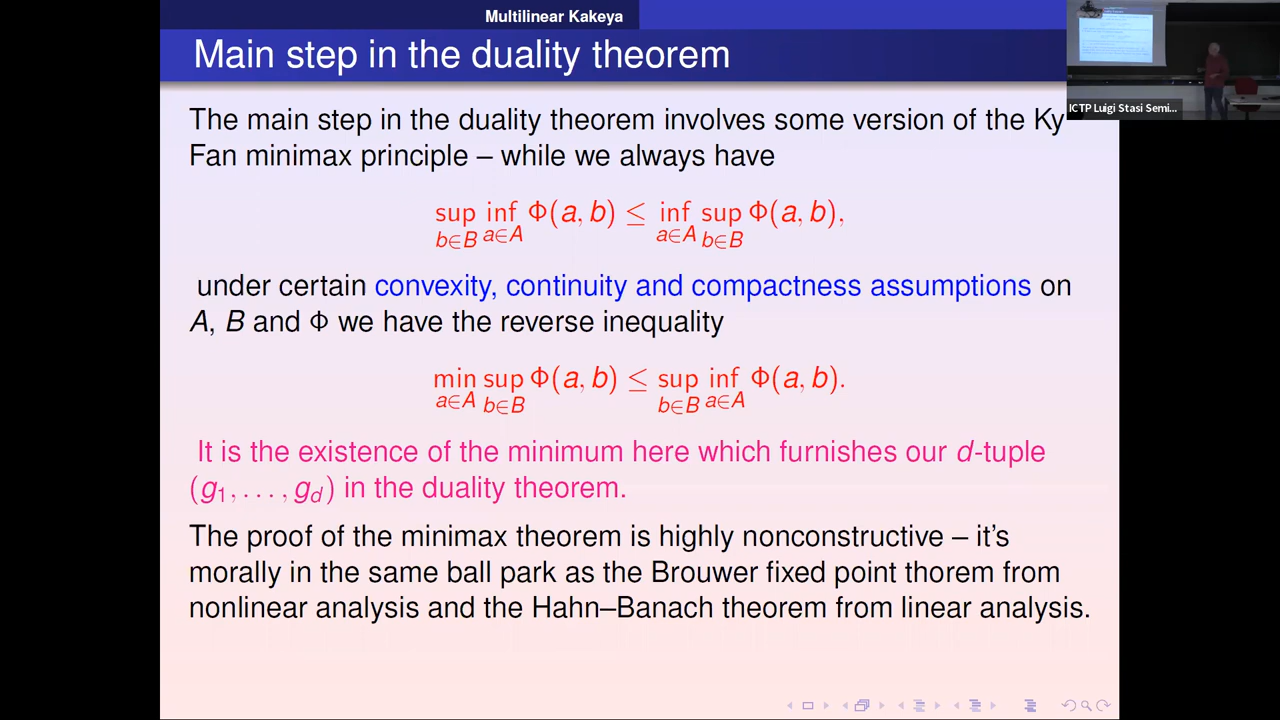 Multilinear Kakeya
Main step in the duality theorem
ICTP Luigi Stasi Semi...
The main step in the duality theorem involves some version of the Ky
Fan minimax principle – while we always have
sup inf Φ(a, b) ≤ inf sup Φ(a, b),
b∈B a∈A a∈A b∈B
under certain convexity, continuity and compactness assumptions on
A, B and Φ we have the reverse inequality
min sup Φ(a, b) ≤ sup inf Φ(a, b).
a∈A b∈B b∈B a∈A
It is the existence of the minimum here which furnishes our d-tuple
(g₁, . . . , g_d) in the duality theorem.
The proof of the minimax theorem is highly nonconstructive – it's
morally in the same ball park as the Brouwer fixed point thorem from
nonlinear analysis and the Hahn–Banach theorem from linear analysis.